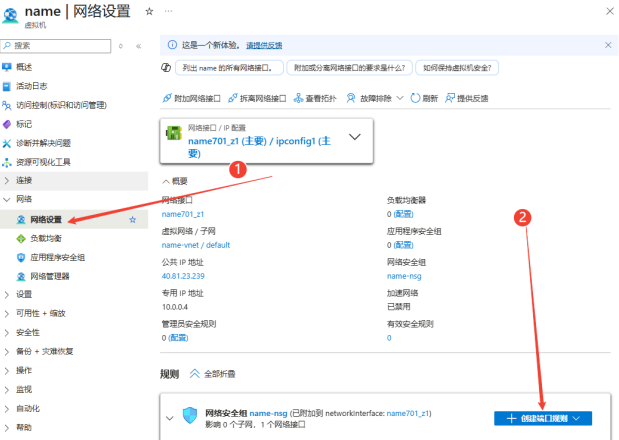 name | 网络设置 ☆ ... ×
虚拟机
搜索
这是一个新体验。 请提供反馈 ×
列出 name 的所有网络接口。 附加或分离网络接口的要求是什么? 如何保持虚拟机安全?
附加网络接口 拆离网络接口 查看拓扑 故障排除 刷新 提供反馈
概述
活动日志
访问控制(标识和访问管理)
标记
诊断并解决问题
资源可视化工具
连接
网络
网络设置
负载均衡
应用程序安全组
网络管理器
设置
可用性 + 缩放
安全性
备份 + 灾难恢复
操作
监视
自动化
帮助
网络接口 / IP 配置
name701_z1 (主要) / ipconfig1 (主
要)
1
概要
网络接口
name701_z1
虚拟网络 / 子网
name-vnet / default
公共 IP 地址
40.81.23.239
专用 IP 地址
10.0.0.4
管理员安全规则
0 (配置)
负载均衡器
0 (配置)
应用程序安全组
0 (配置)
网络安全组
name-nsg
加速网络
已禁用
有效安全规则
0
2
规则 全部折叠
网络安全组 name-nsg (已附加到 networkInterface: name701_z1)
影响 0 个子网，1 个网络接口
创建端口规则